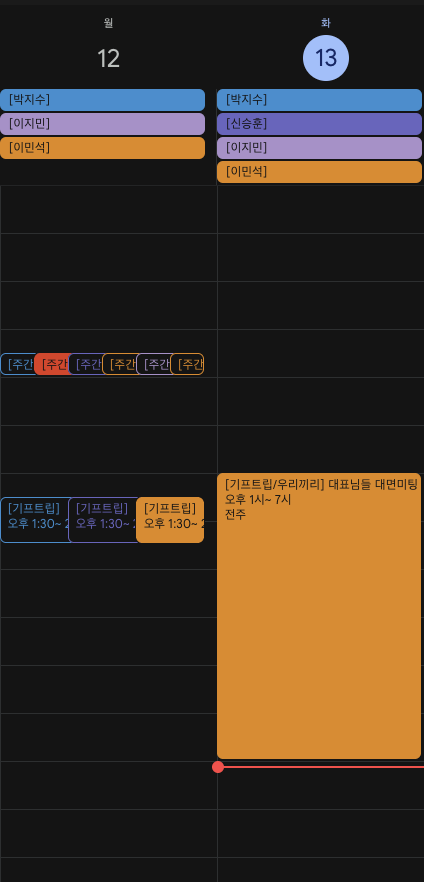 월
화
12
13
[박지수]
[이지민]
[이민석]
[박지수]
[신승훈]
[이지민]
[이민석]
[주간
[주간
[주간
[주간
[주간
[주간
[기프트립]
오후 1:30~
[기프트립]
오후 1:30~
[기프트립]
오후 1:30~
[기프트립/우리끼리] 대표님들 대면미팅
오후 1시~ 7시
전주